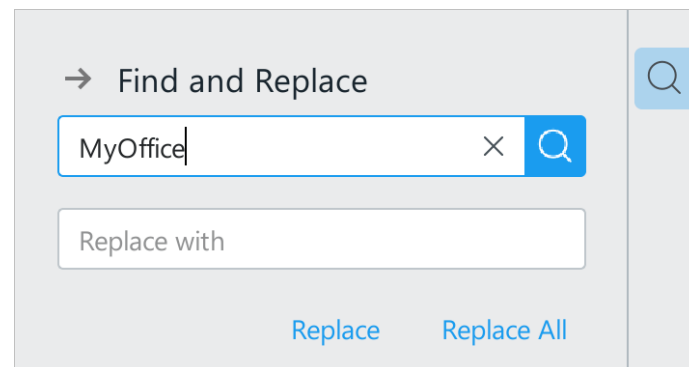 Find and Replace
MyOffice
Replace with
Replace Replace All